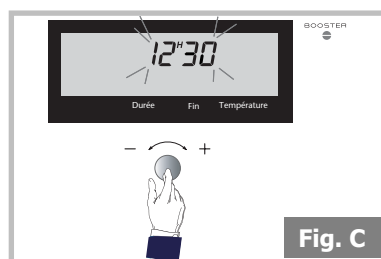 BOOSTER
12H30
Durée Fin Température
− +
Fig. C